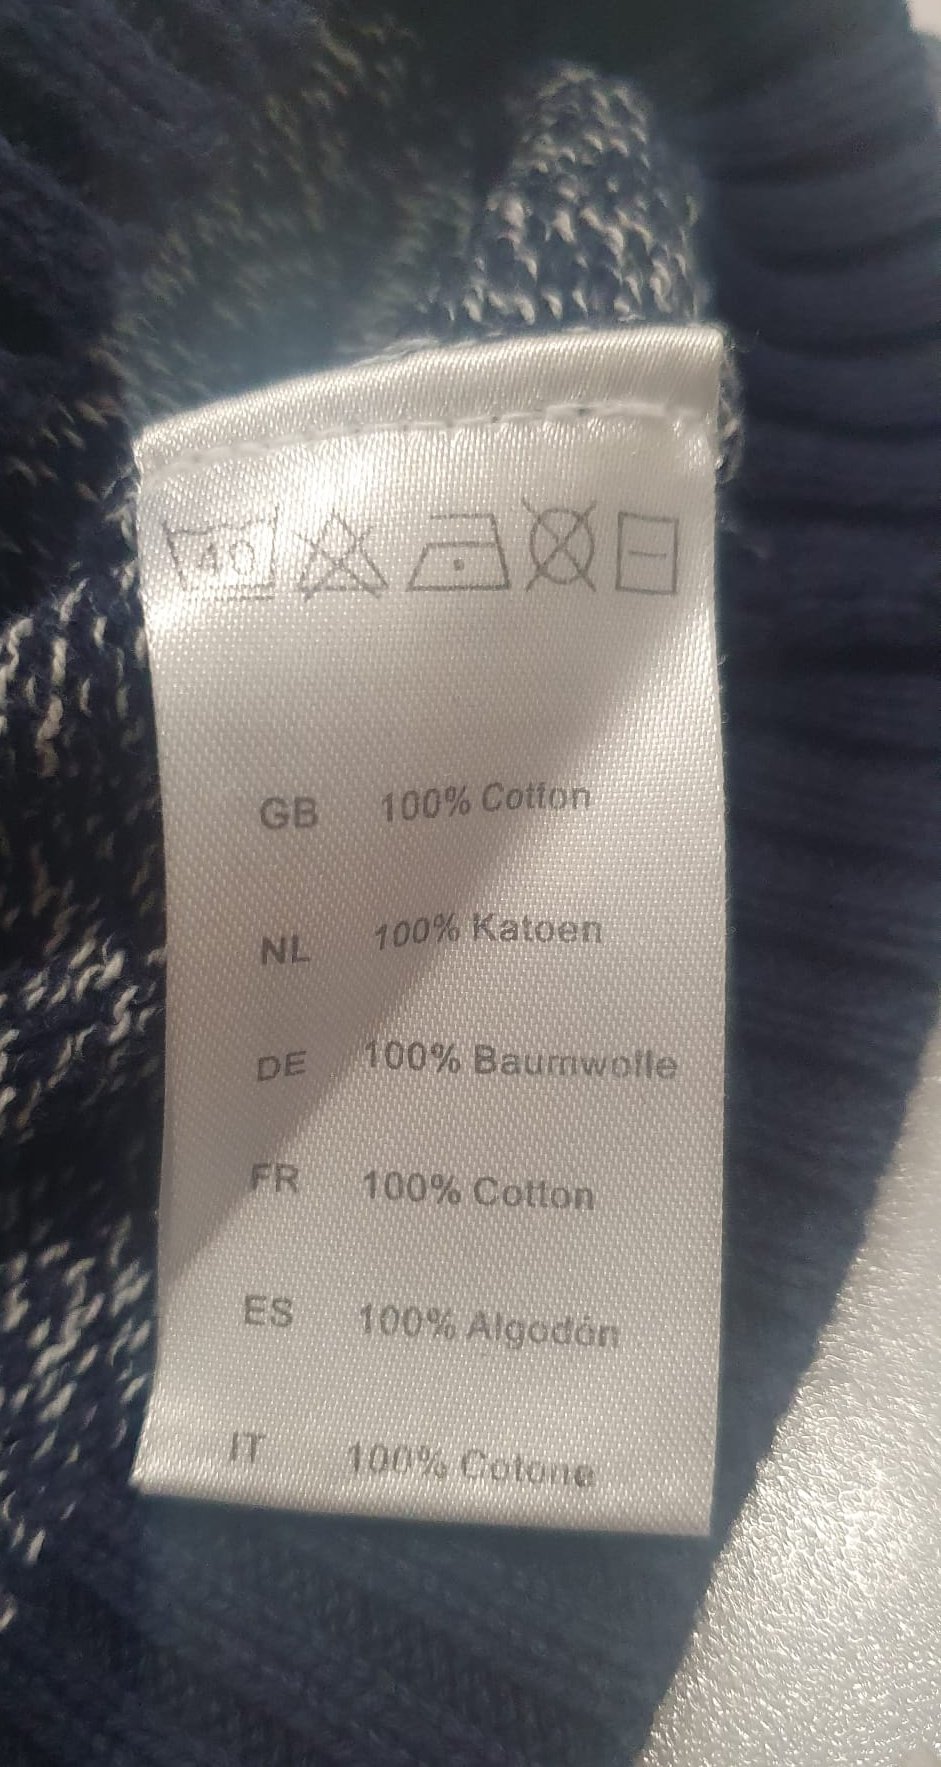 40
GB 100% Cotton
NL 100% Katoen
DE 100% Baumwolle
FR 100% Cotton
ES 100% Algodón
IT 100% Cotone